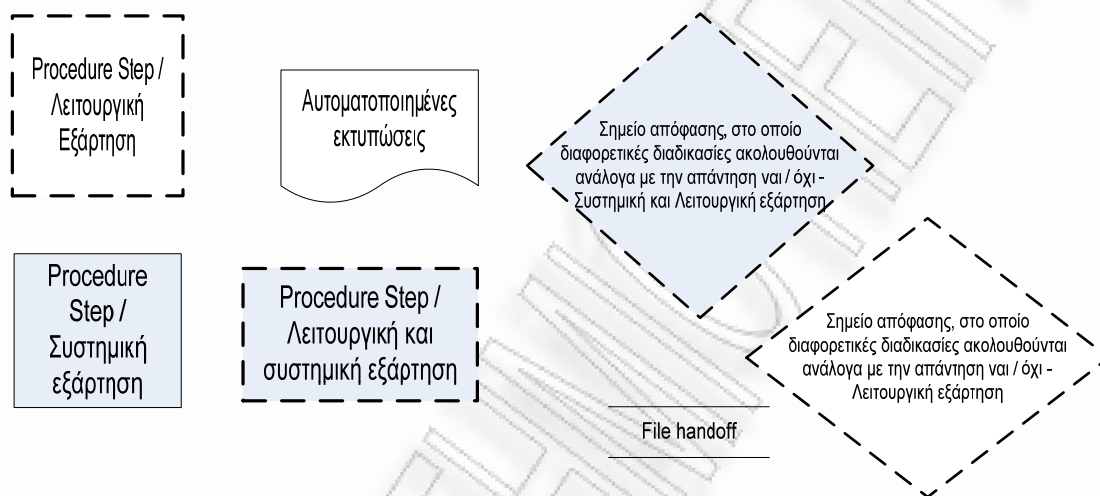 Procedure Step /
Λειτουργική
Εξάρτηση
Αυτοματοποιημένες
εκτυπώσεις
Σημείο απόφασης, στο οποίο
διαφορετικές διαδικασίες ακολουθούνται
ανάλογα με την απάντηση ναι / όχι -
Συστημική και Λειτουργική εξάρτηση
Procedure
Step /
Συστημική
εξάρτηση
Procedure Step /
Λειτουργική και
συστημική εξάρτηση
Σημείο απόφασης, στο οποίο
διαφορετικές διαδικασίες ακολουθούνται
ανάλογα με την απάντηση ναι / όχι -
Λειτουργική εξάρτηση
File handoff